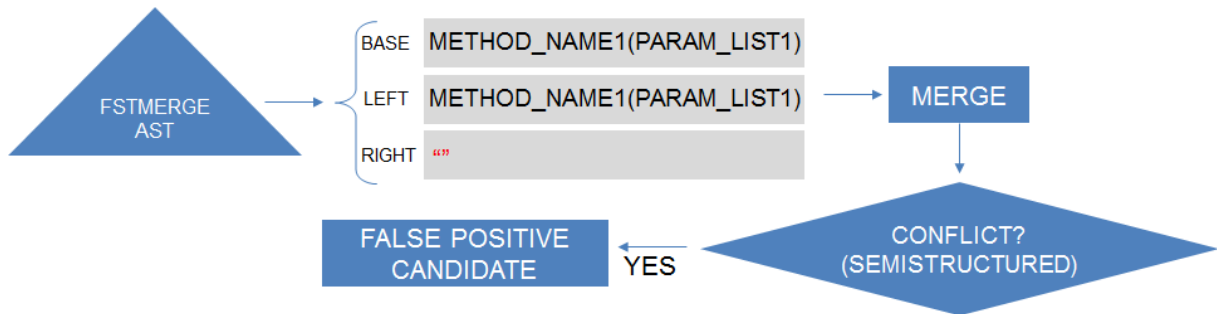 FSTMERGE
AST
BASE
METHOD_NAME1(PARAM_LIST1)
LEFT
METHOD_NAME1(PARAM_LIST1)
RIGHT
“”
MERGE
CONFLICT?
(SEMISTRUCTURED)
YES
FALSE POSITIVE
CANDIDATE